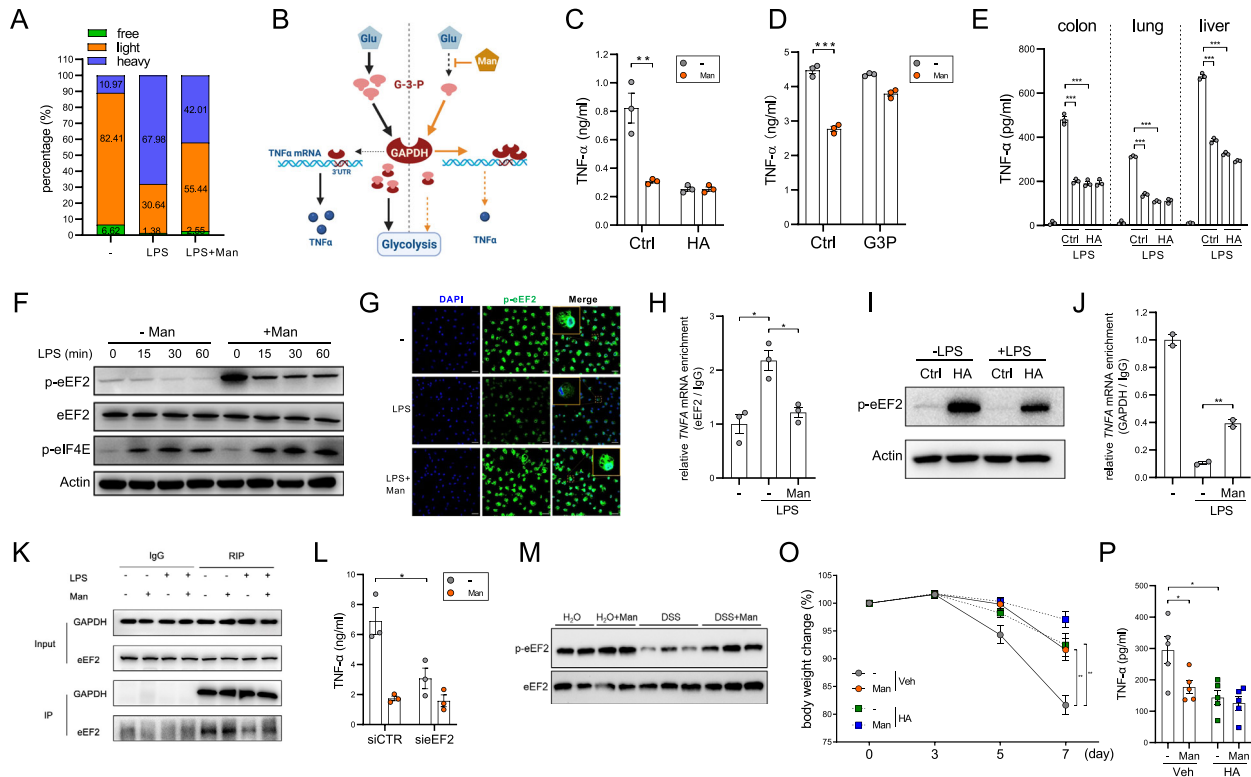 A
free
light
heavy
percentage (%)
100
90
80
70
60
50
40
30
20
10
0
10.97
82.41
6.62
67.98
30.64
1.38
42.01
55.44
2.55
-
LPS
LPS+Man
B
Glu
Glu
Man
G-3-P
GAPDH
TNFα mRNA
3'UTR
TNFα
Glycolysis
TNFα
C
TNF-α (ng/ml)
1.2
1.0
0.8
0.6
0.4
0.2
0.0
**
-
Man
Ctrl
HA
D
TNF-α (ng/ml)
5
4
3
2
1
0
***
-
Man
Ctrl
G3P
E
colon
lung
liver
TNF-α (pg/ml)
800
700
600
500
400
300
200
100
0
***
***
***
***
***
***
Ctrl HA
LPS
Ctrl HA
LPS
Ctrl HA
LPS
F
- Man
+Man
LPS (min) 0 15 30 60 0 15 30 60
p-eEF2
eEF2
p-eIF4E
Actin
G
DAPI
p-eEF2
Merge
-
LPS
LPS+
Man
H
relative TNFA mRNA enrichment
(eEF2 / IgG)
4
3
2
1
0
*
*
- - Man
LPS
I
-LPS
+LPS
Ctrl HA Ctrl HA
p-eEF2
Actin
J
relative TNFA mRNA enrichment
(GAPDH / IgG)
1.2
1.0
0.8
0.6
0.4
0.2
0.0
**
- - Man
LPS
K
IgG
RIP
- - + + - - + + LPS
- + - + - + - + Man
Input
GAPDH
eEF2
IP
GAPDH
eEF2
L
TNF-α (ng/ml)
10
8
6
4
2
0
*
-
Man
siCTR
sieEF2
M
H₂O
H₂O+Man
DSS
DSS+Man
p-eEF2
eEF2
O
body weight change (%)
105
100
95
90
85
80
75
-
Man
Veh
-
Man
HA
**
**
0 3 5 7 (day)
P
TNF-α (pg/ml)
500
400
300
200
100
0
*
*
- Man - Man
Veh
HA